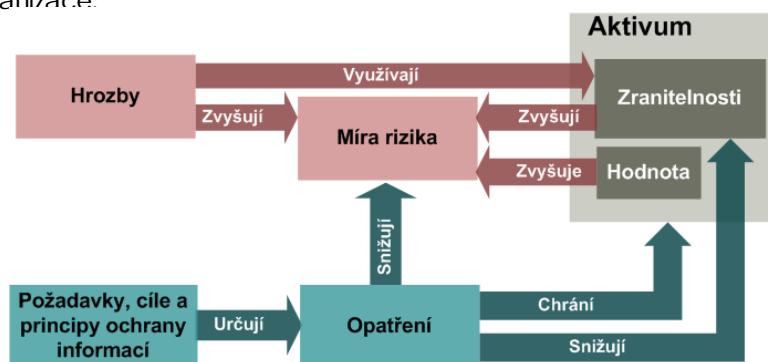 anizace.
Aktivum
Využívají
Hrozby
Zranitelnosti
Zvyšují
Zvyšují
Míra rizika
Zvyšuje
Hodnota
Snižují
Požadavky, cíle a
principy ochrany
informací
Určují
Opatření
Chrání
Snižují